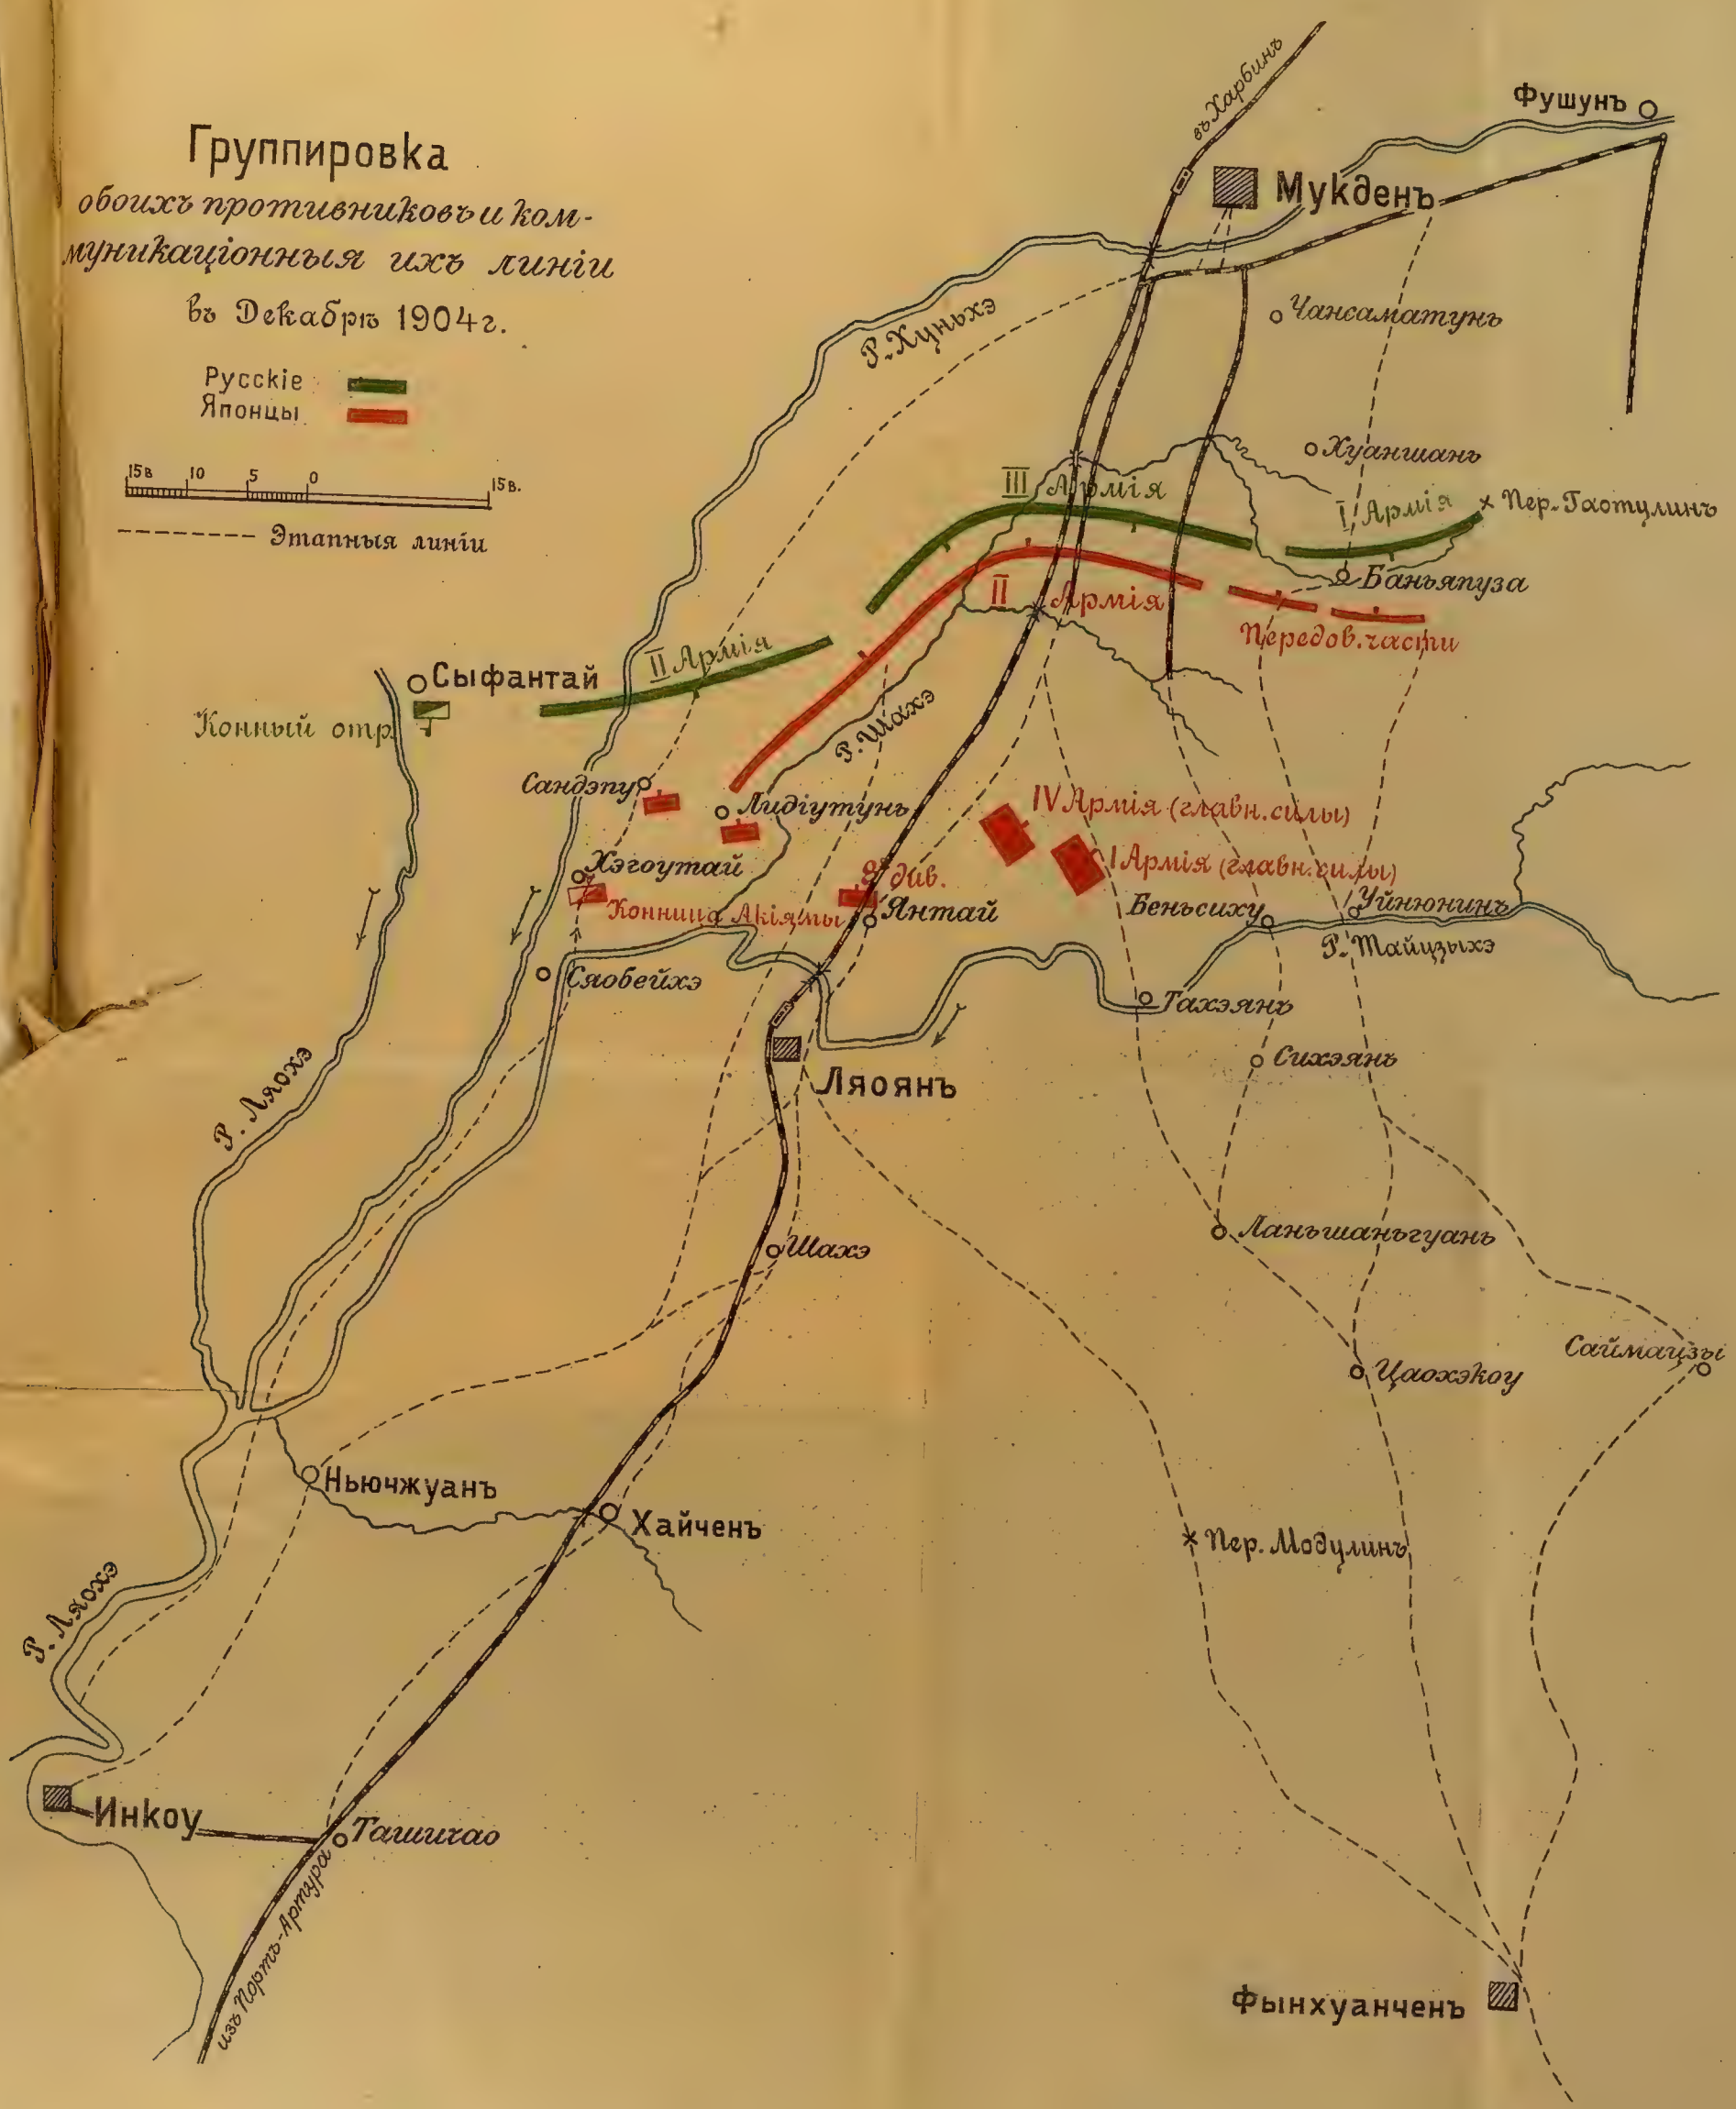 Группировка
обоихъ противниковъ и ком-
муникаціонныя ихъ линіи
въ Декабрѣ 1904г.
Русскіе
Японцы
15в 10 5 0 15в.
Этапныя линіи
въ Харбинъ
Фушунъ
Мукденъ
Р. Хуньхэ
Чансаматунъ
Хуаншанъ
III Армія
I Армія
Пер. Гаотулинъ
Баньяпуза
II Армія
Передов. части
II Армія
Сыфантай
Конный отр.
Р. Шахэ
Сандэпу
Лидіутунь
IV Армія (главн. силы)
Хэгоутай
8я див.
I Армія (главн. силы)
Конница Акіямы
Янтай
Беньсиху
Уйнюнинъ
Р. Тайцзыхэ
Сяобейхэ
Тахэянъ
Р. Ляохэ
Сихэянъ
Ляоянъ
Шахэ
Ланьшаньгуань
Саймацзы
Цаохэкоу
Ньючжуанъ
Хайченъ
Пер. Модулинъ
Р. Ляохэ
Инкоу
Ташичао
изъ Портъ-Артура
Фынхуанченъ